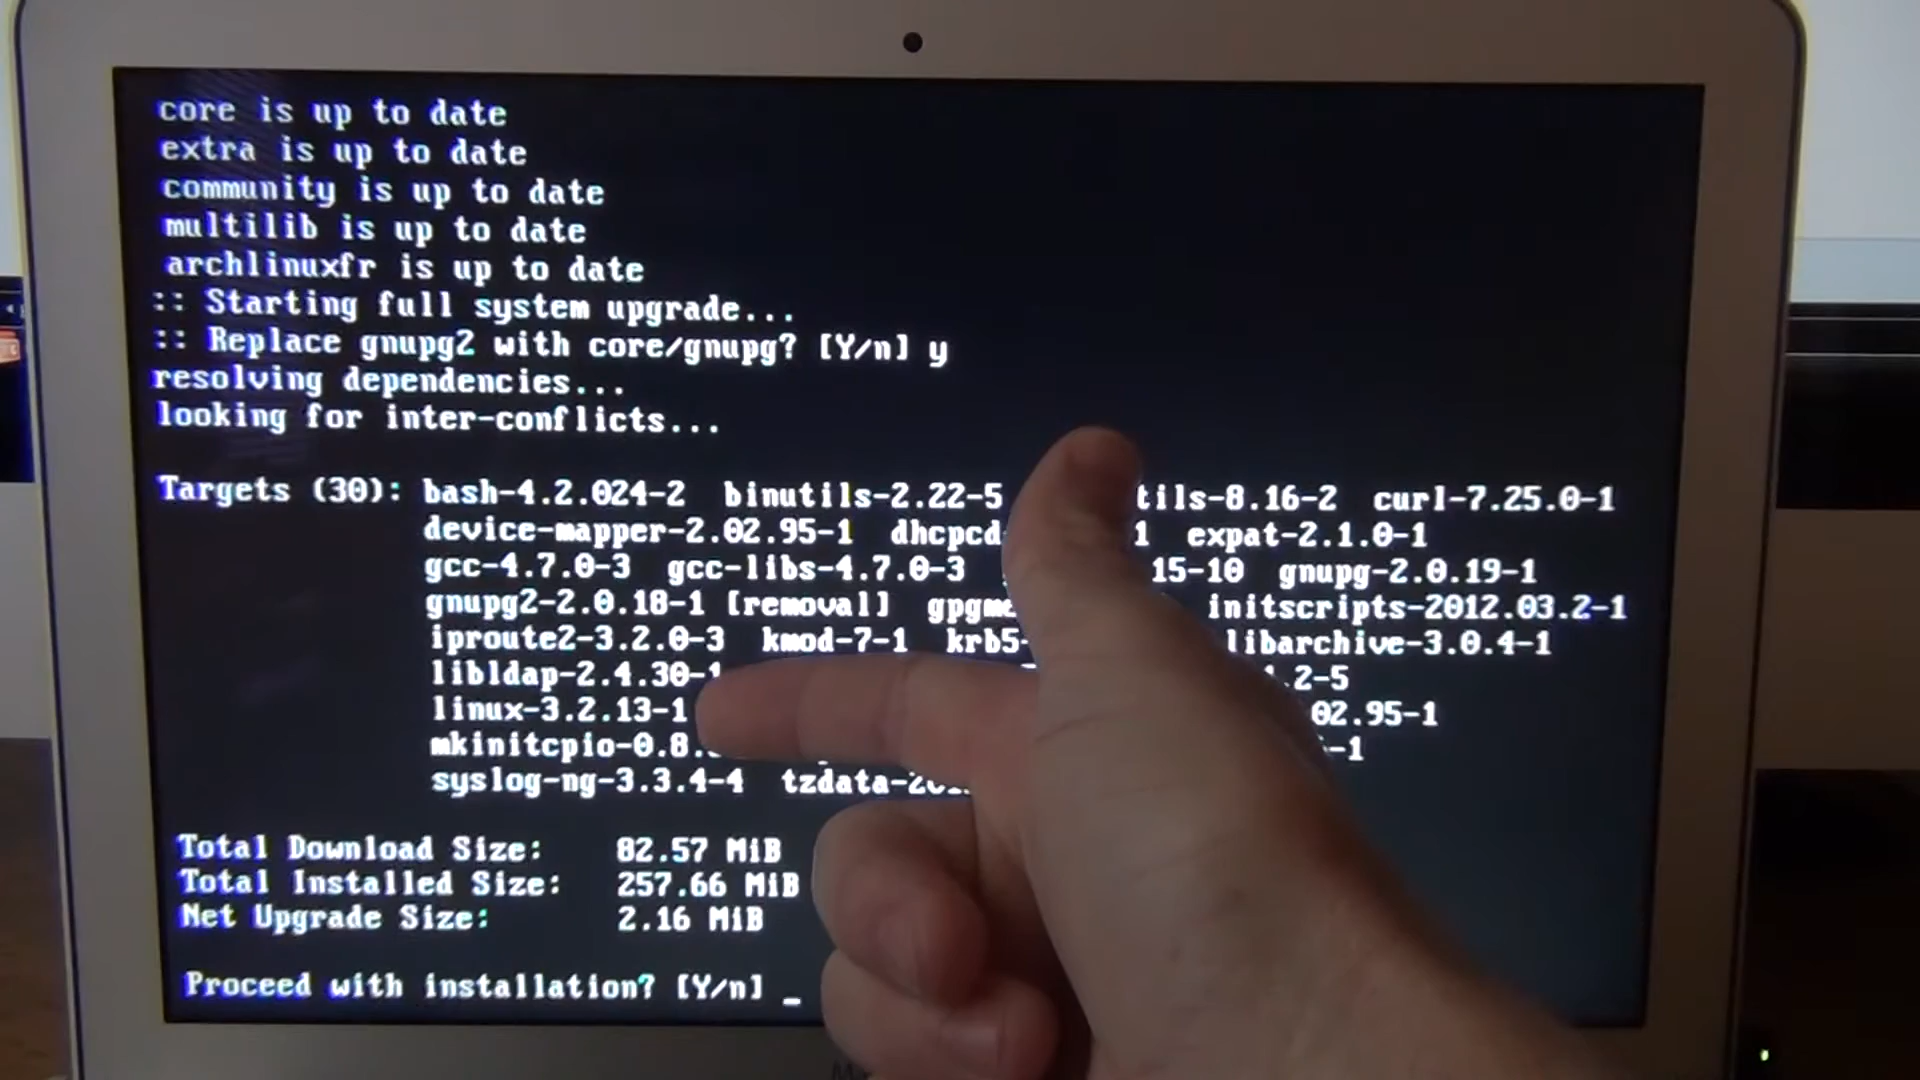 core is up to date
extra is up to date
community is up to date
multilib is up to date
archlinuxfr is up to date
:: Starting full system upgrade...
:: Replace gnupg2 with core/gnupg? [Y/n] y
resolving dependencies...
looking for inter-conflicts...
Targets (30): bash-4.2.024-2 binutils-2.22-5 tils-8.16-2 curl-7.25.0-1
device-mapper-2.02.95-1 dhcpcd 1 expat-2.1.0-1
gcc-4.7.0-3 gcc-libs-4.7.0-3 15-10 gnupg-2.0.19-1
gnupg2-2.0.18-1 [removal] gpgme initscripts-2012.03.2-1
iproute2-3.2.0-3 kmod-7-1 krb5- libarchive-3.0.4-1
libldap-2.4.30-1 .2-5
linux-3.2.13-1 02.95-1
mkinitcpio-0.8. -1
syslog-ng-3.3.4-4 tzdata-
Total Download Size: 82.57 MiB
Total Installed Size: 257.66 MiB
Net Upgrade Size: 2.16 MiB
Proceed with installation? [Y/n] _